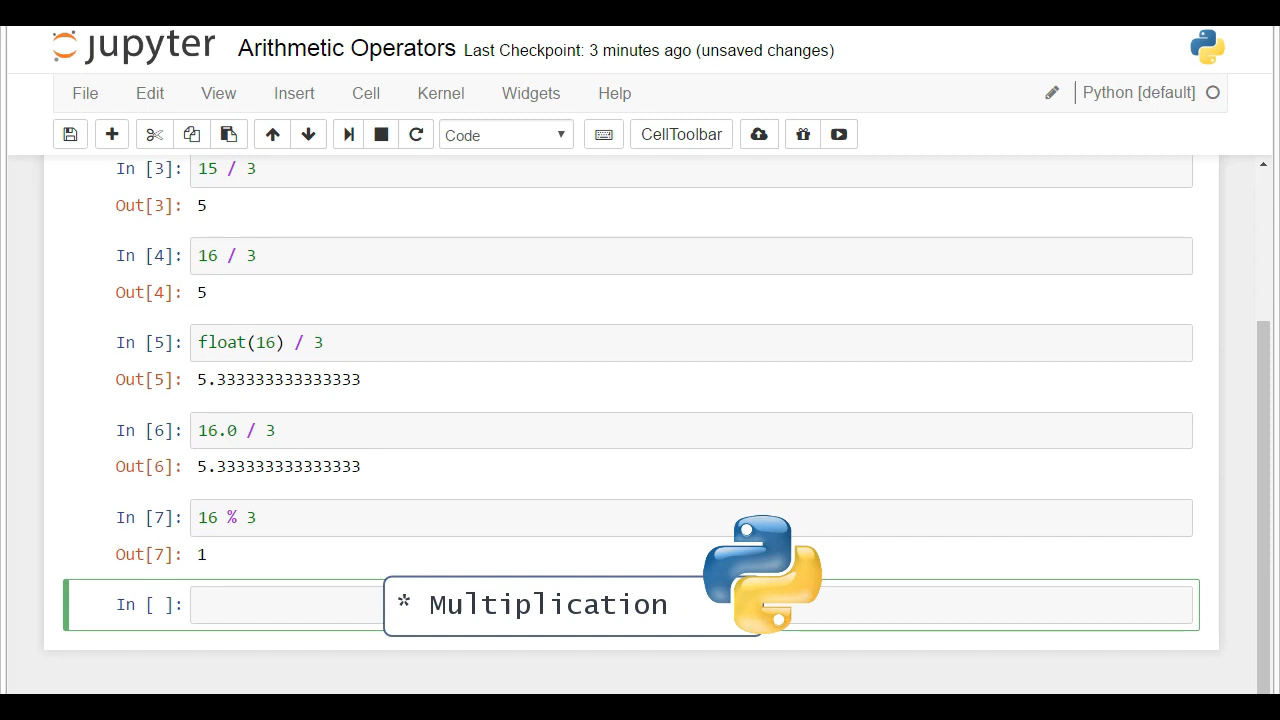 jupyter Arithmetic Operators Last Checkpoint: 3 minutes ago (unsaved changes)
File Edit View Insert Cell Kernel Widgets Help Python [default]
Code CellToolbar
In [3]: 15 / 3
Out[3]: 5
In [4]: 16 / 3
Out[4]: 5
In [5]: float(16) / 3
Out[5]: 5.333333333333333
In [6]: 16.0 / 3
Out[6]: 5.333333333333333
In [7]: 16 % 3
Out[7]: 1
In [ ]:
* Multiplication